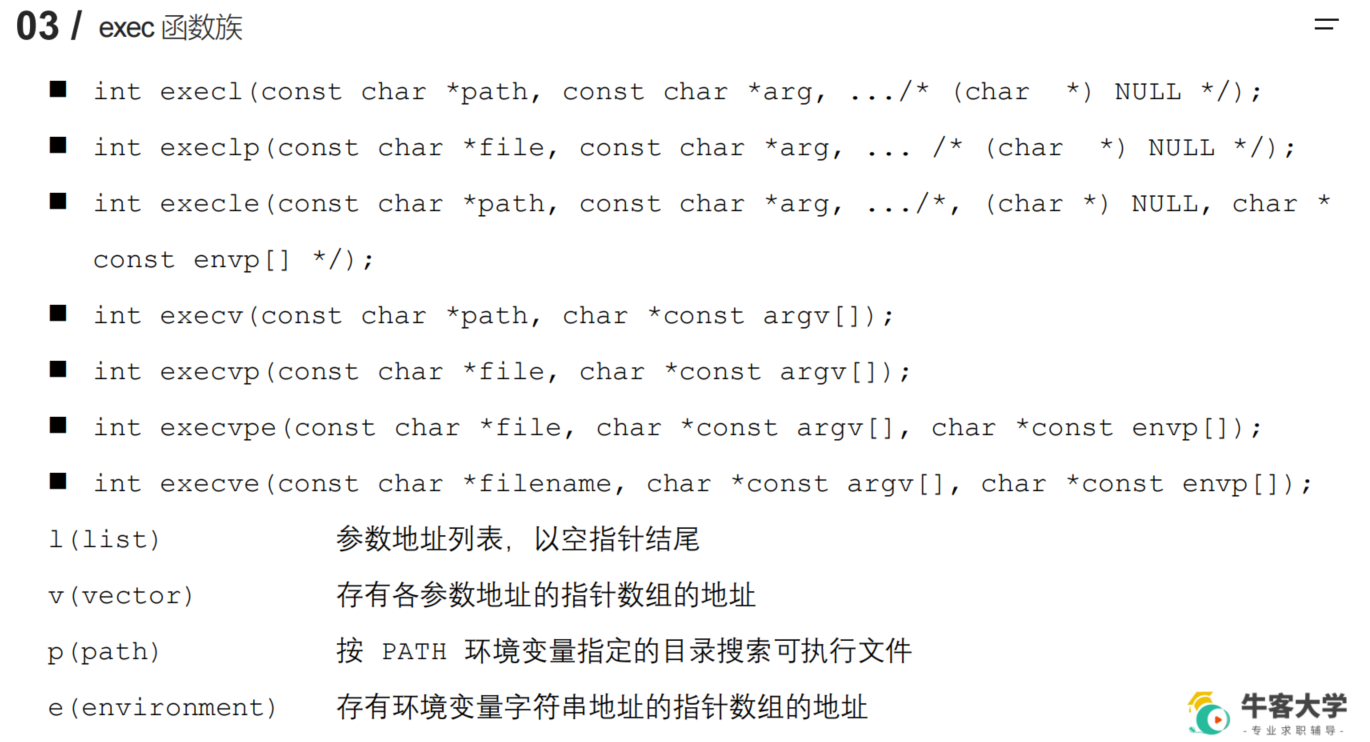 03 / exec 函数族
■ int execl(const char *path, const char *arg, .../* (char  *) NULL */);
■ int execlp(const char *file, const char *arg, ... /* (char  *) NULL */);
■ int execle(const char *path, const char *arg, .../*, (char *) NULL, char *
const envp[] */);
■ int execv(const char *path, char *const argv[]);
■ int execvp(const char *file, char *const argv[]);
■ int execvpe(const char *file, char *const argv[], char *const envp[]);
■ int execve(const char *filename, char *const argv[], char *const envp[]);
l(list) 参数地址列表，以空指针结尾
v(vector) 存有各参数地址的指针数组的地址
p(path) 按 PATH 环境变量指定的目录搜索可执行文件
e(environment) 存有环境变量字符串地址的指针数组的地址
牛客大学
-专业求职辅导-